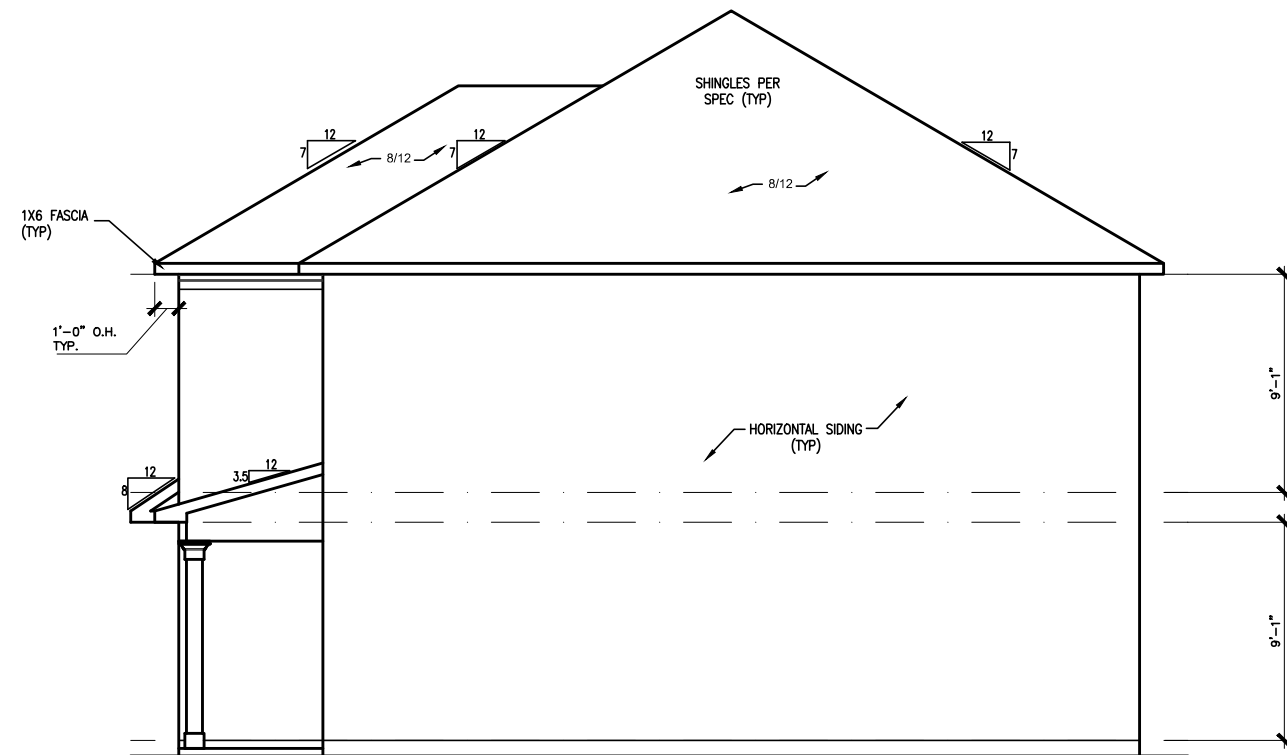 SHINGLES PER
SPEC (TYP)
12
7
8/12
12
7
12
7
8/12
1X6 FASCIA
(TYP)
1'-0" O.H.
TYP.
9'-1"
HORIZONTAL SIDING
(TYP)
12
8
12
3.5
9'-1"